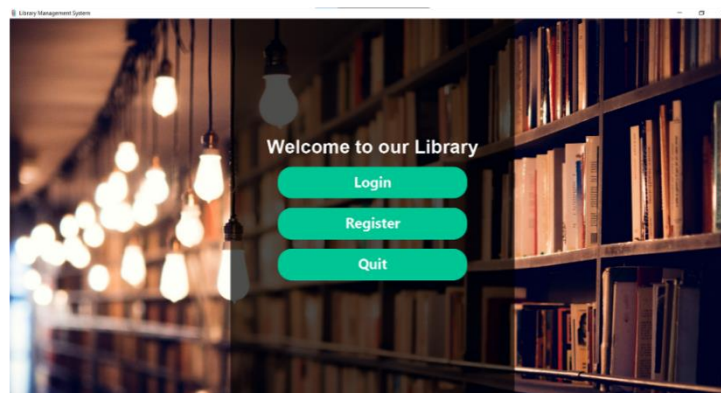 Library Management System
Welcome to our Library
Login
Register
Quit